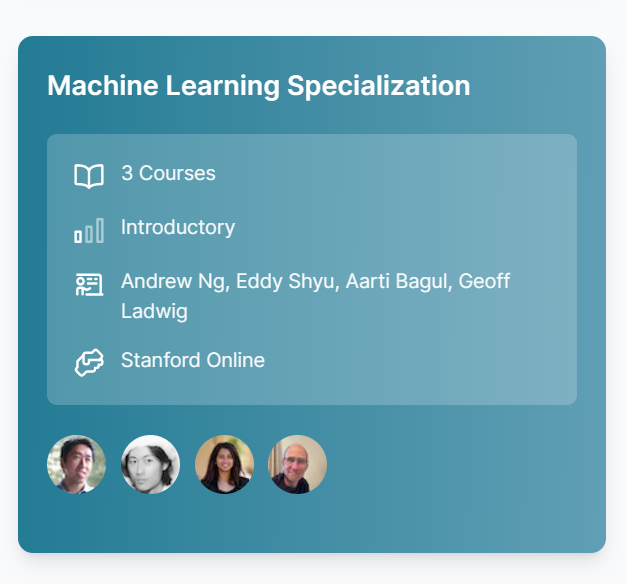 Machine Learning Specialization
3 Courses
Introductory
Andrew Ng, Eddy Shyu, Aarti Bagul, Geoff
Ladwig
Stanford Online